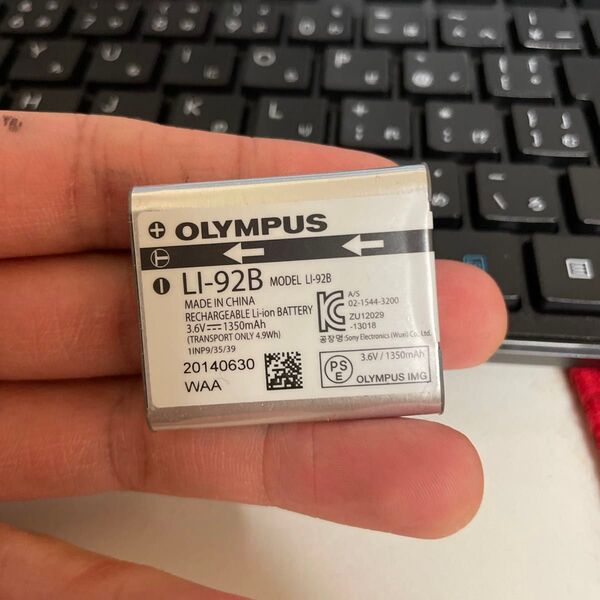 OLYMPUS
LI-92B MODEL LI-92B
MADE IN CHINA
RECHARGEABLE Li-ion BATTERY
3.6V⎓1350mAh
(TRANSPORT ONLY 4.9Wh)
1INP9/35/39
20140630
WAA
A/S
02-1544-3200
ZU12029
-13018
공장명:Sony Electronics (Wuxi) Co., Ltd.
PS
E
3.6V / 1350mAh
OLYMPUS IMG
Y
U
I
O
P
H
J
K
L